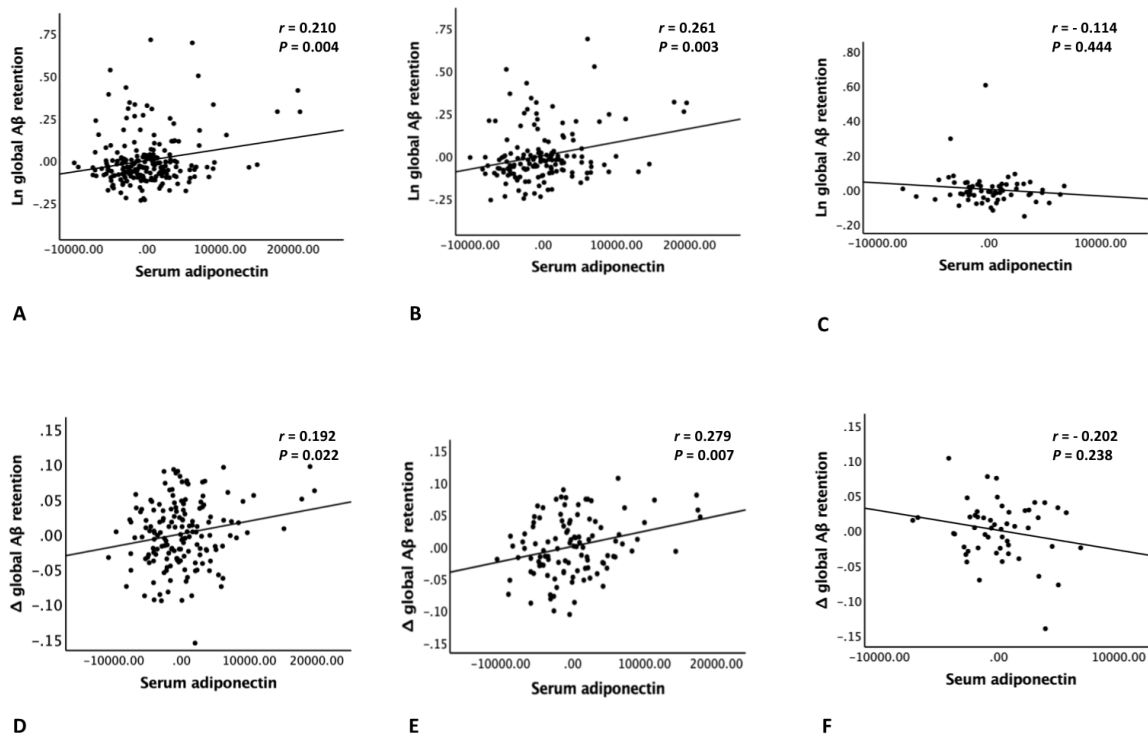 r = 0.210
P = 0.004
Ln global Aβ retention
.75
.50
.25
.00
-.25
-10000.00 .00 10000.00 20000.00
Serum adiponectin
A
r = 0.261
P = 0.003
Ln global Aβ retention
.75
.50
.25
.00
-.25
-10000.00 .00 10000.00 20000.00
Serum adiponectin
B
r = - 0.114
P = 0.444
Ln global Aβ retention
.80
.60
.40
.20
.00
-.20
-10000.00 .00 10000.00
Serum adiponectin
C
r = 0.192
P = 0.022
Δ global Aβ retention
.15
.10
.05
.00
-.05
-.10
-.15
-10000.00 .00 10000.00 20000.00
Serum adiponectin
D
r = 0.279
P = 0.007
Δ global Aβ retention
.15
.10
.05
.00
-.05
-.10
-.15
-10000.00 .00 10000.00 20000.00
Serum adiponectin
E
r = - 0.202
P = 0.238
Δ global Aβ retention
.15
.10
.05
.00
-.05
-.10
-.15
-10000.00 .00 10000.00
Seum adiponectin
F